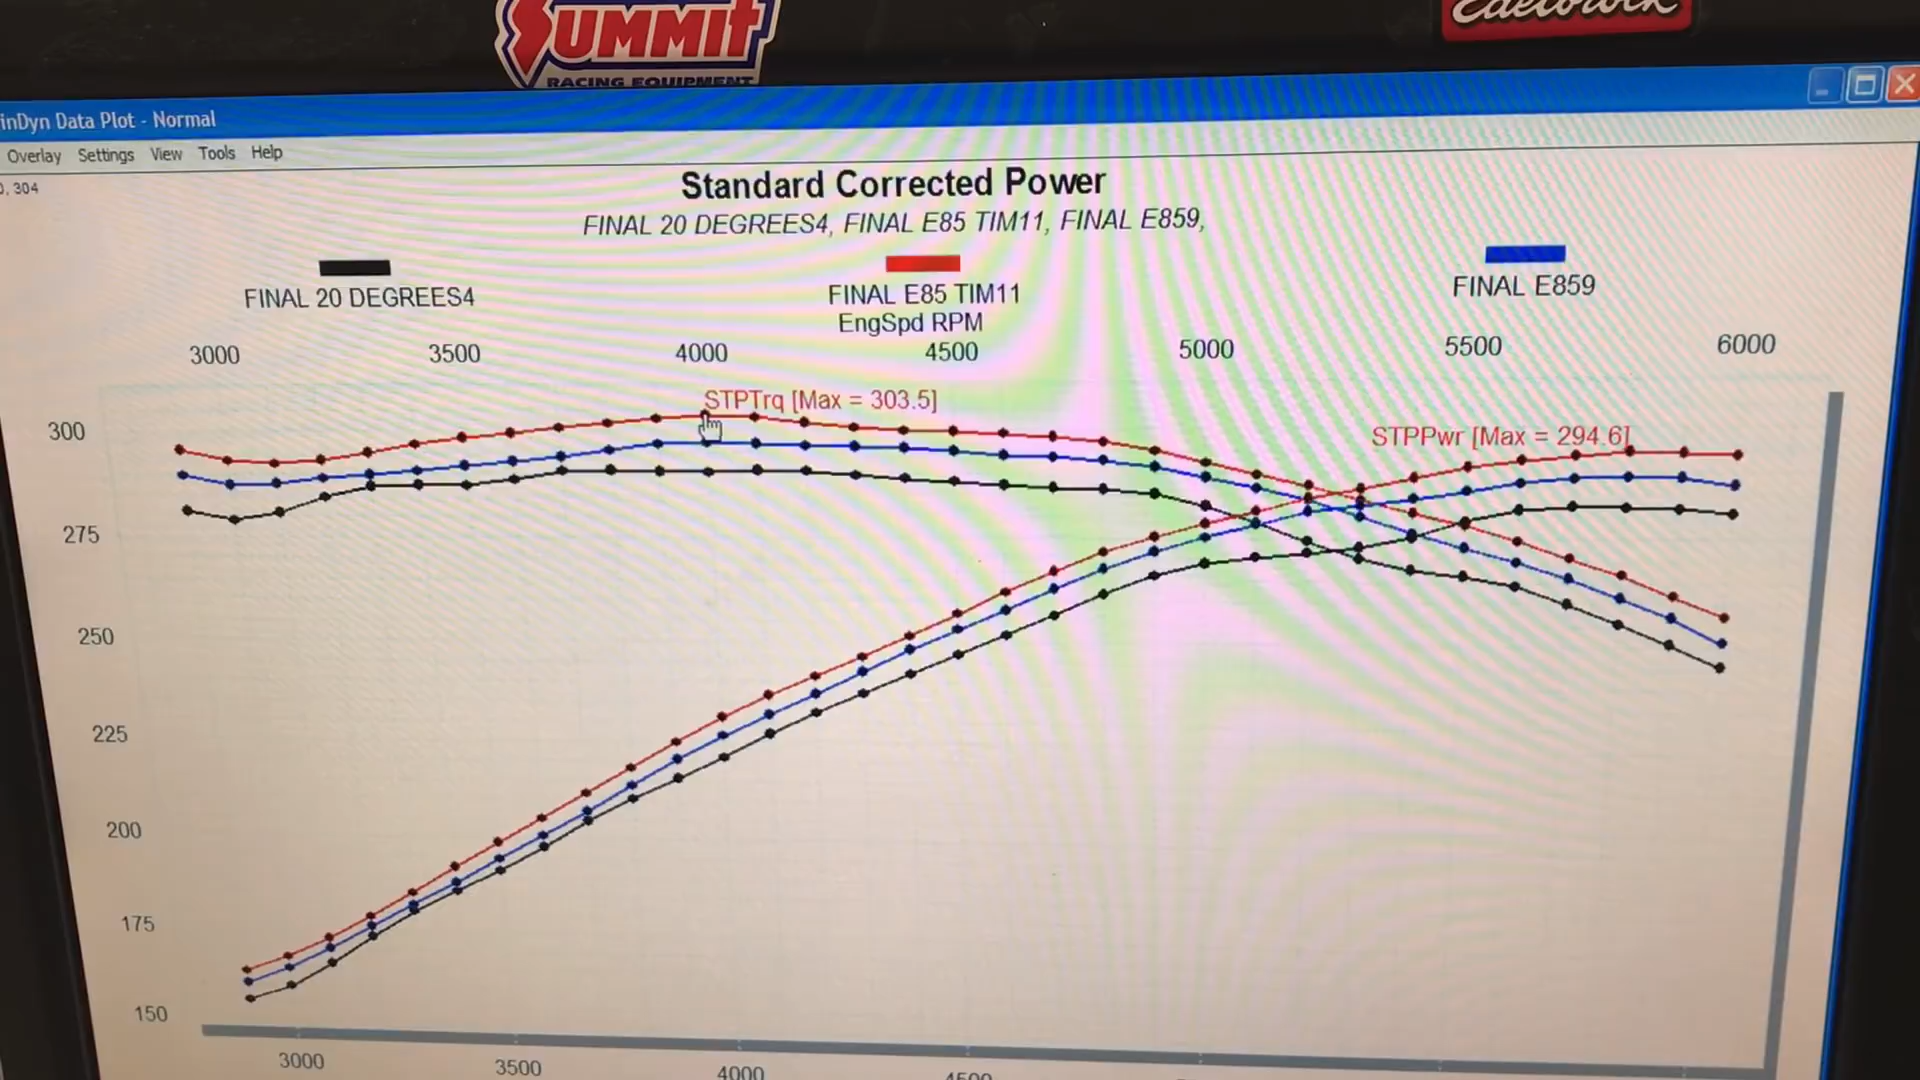 SUMMIT
RACING EQUIPMENT
Edelbrock
inDyn Data Plot - Normal
Overlay Settings View Tools Help
0, 304
Standard Corrected Power
FINAL 20 DEGREES4, FINAL E85 TIM11, FINAL E859,
FINAL 20 DEGREES4
FINAL E85 TIM11
FINAL E859
EngSpd RPM
3000 3500 4000 4500 5000 5500 6000
STPTrq [Max = 303.5]
STPPwr [Max = 294.6]
300
275
250
225
200
175
150
3000 3500 4000 4500